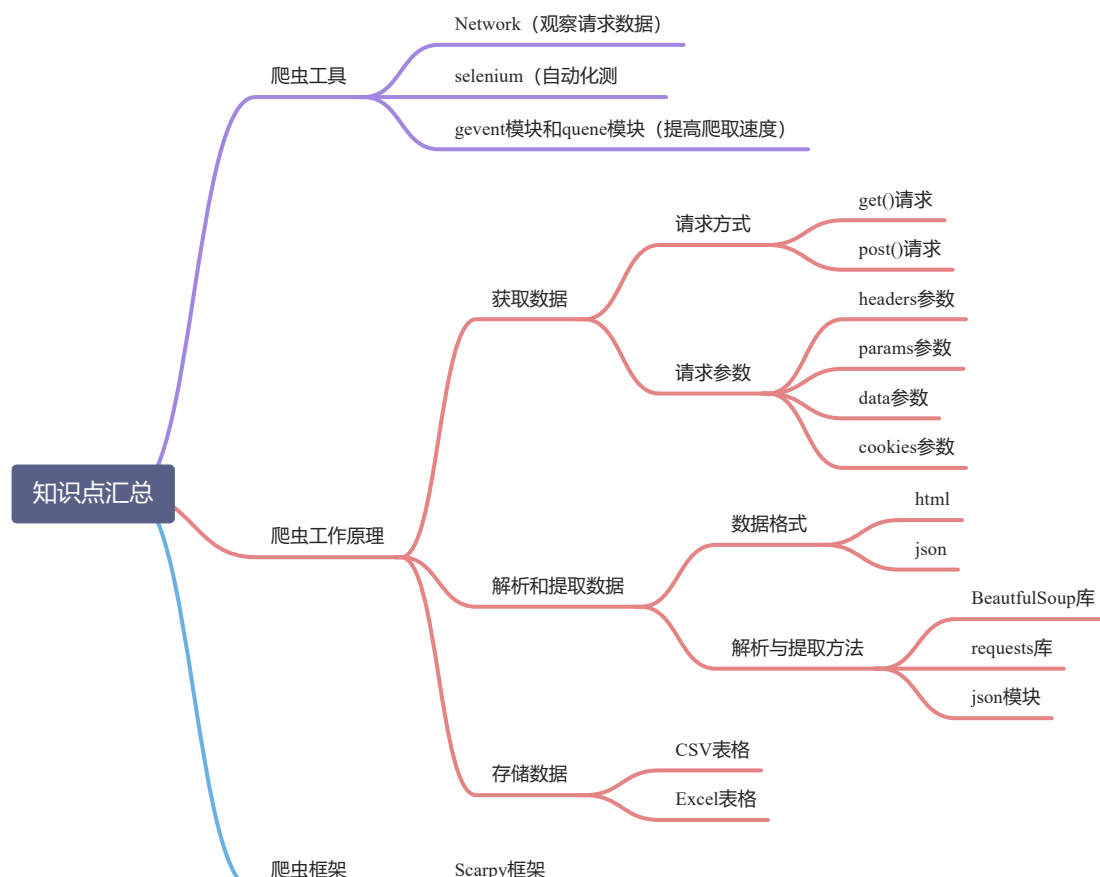 Network（观察请求数据）
爬虫工具
selenium（自动化测
gevent模块和quene模块（提高爬取速度）
get()请求
请求方式
post()请求
获取数据
headers参数
params参数
请求参数
data参数
cookies参数
知识点汇总
html
数据格式
json
爬虫工作原理
解析和提取数据
BeautfulSoup库
解析与提取方法
requests库
json模块
CSV表格
存储数据
Excel表格
爬虫框架
Scarpy框架